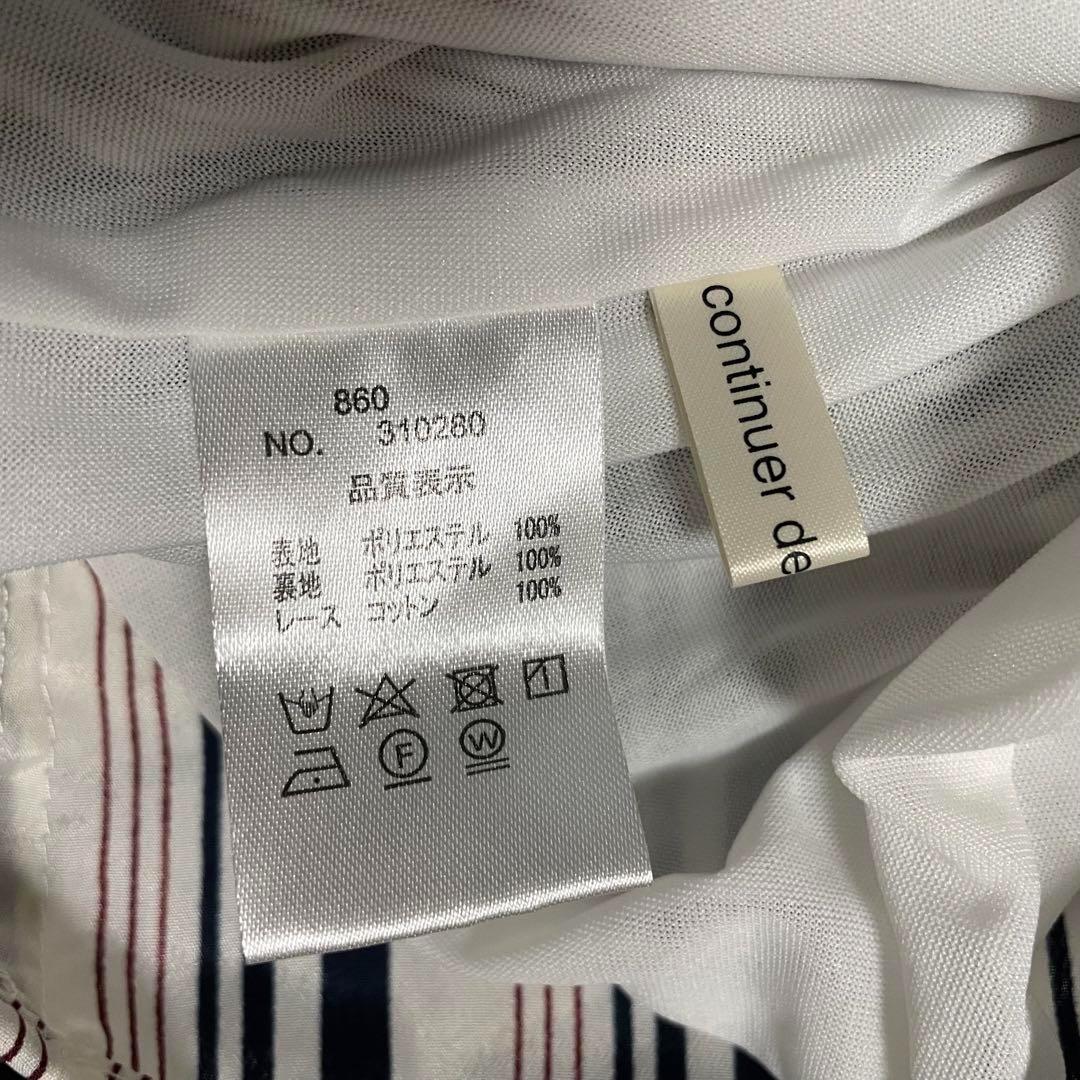 860
NO. 310280
品質表示
表地 ポリエステル 100%
裏地 ポリエステル 100%
レース コットン 100%
F
W
continuer de